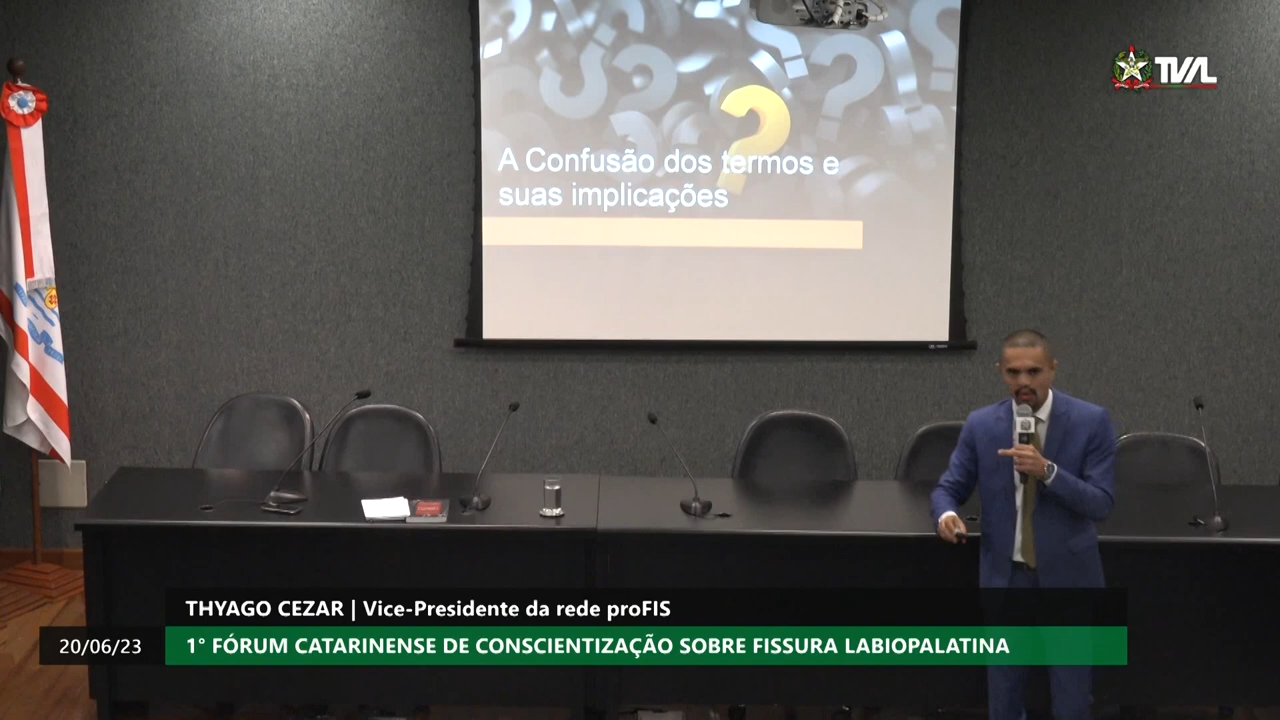 TVAL
A Confusão dos termos e
suas implicações
THYAGO CEZAR | Vice-Presidente da rede proFIS
20/06/23
1° FÓRUM CATARINENSE DE CONSCIENTIZAÇÃO SOBRE FISSURA LABIOPALATINA